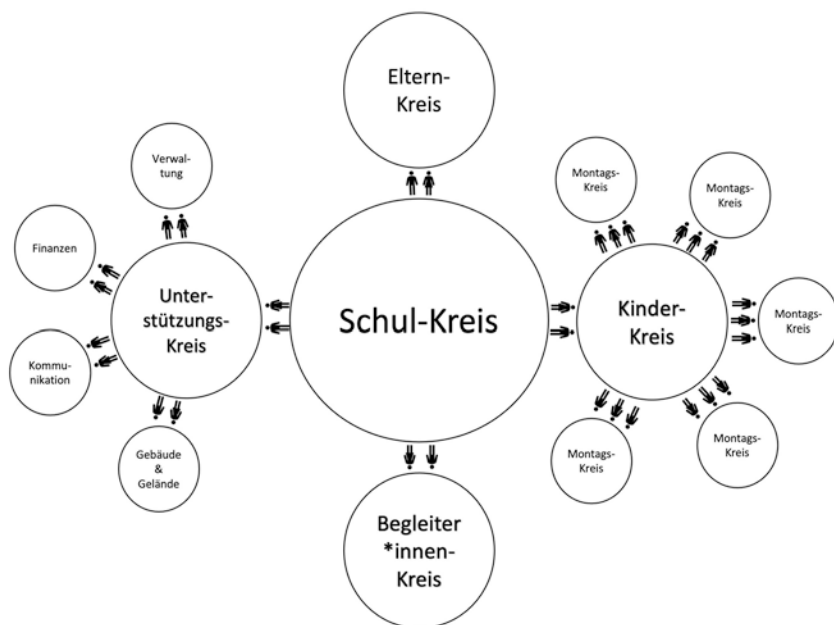 Eltern-
Kreis
Verwal-
tung
Montags-
Kreis
Montags-
Kreis
Finanzen
Unter-
stützungs-
Kreis
Schul-Kreis
Kinder-
Kreis
Montags-
Kreis
Kommu-
nikation
Gebäude
&
Gelände
Montags-
Kreis
Montags-
Kreis
Begleiter
*innen-
Kreis